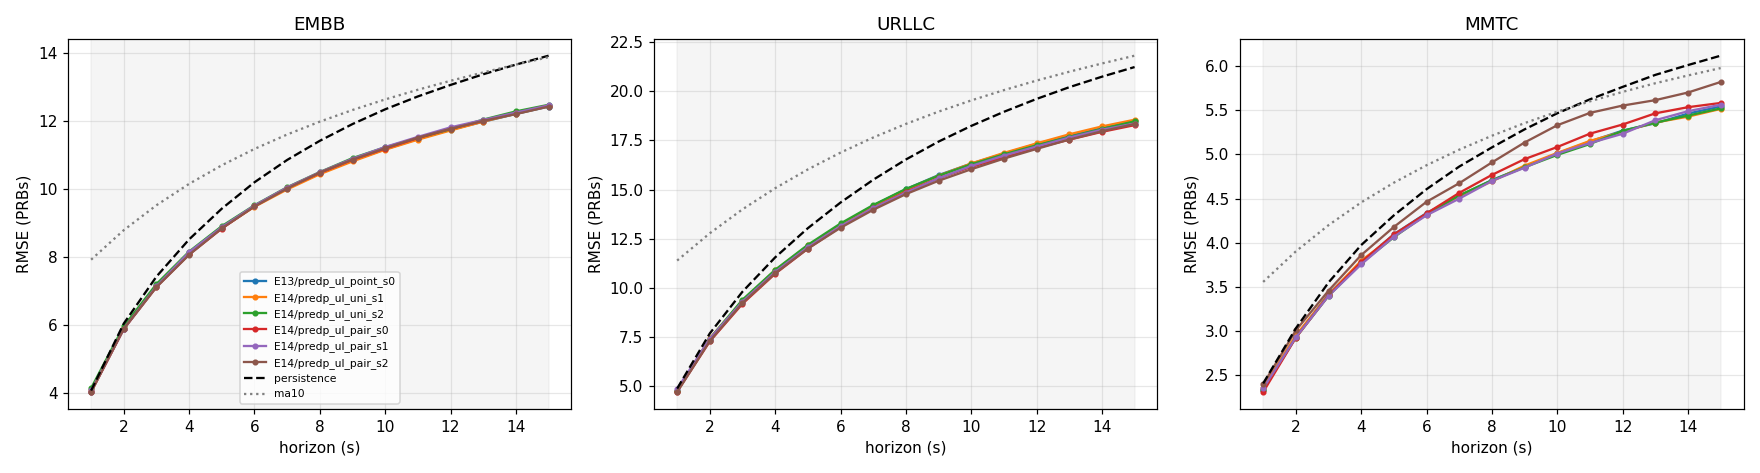 EMBB
14
12
10
8
6
4
RMSE (PRBs)
2 4 6 8 10 12 14
horizon (s)
E13/predp_ul_point_s0
E14/predp_ul_uni_s1
E14/predp_ul_uni_s2
E14/predp_ul_pair_s0
E14/predp_ul_pair_s1
E14/predp_ul_pair_s2
persistence
ma10
URLLC
22.5
20.0
17.5
15.0
12.5
10.0
7.5
5.0
RMSE (PRBs)
2 4 6 8 10 12 14
horizon (s)
MMTC
6.0
5.5
5.0
4.5
4.0
3.5
3.0
2.5
RMSE (PRBs)
2 4 6 8 10 12 14
horizon (s)